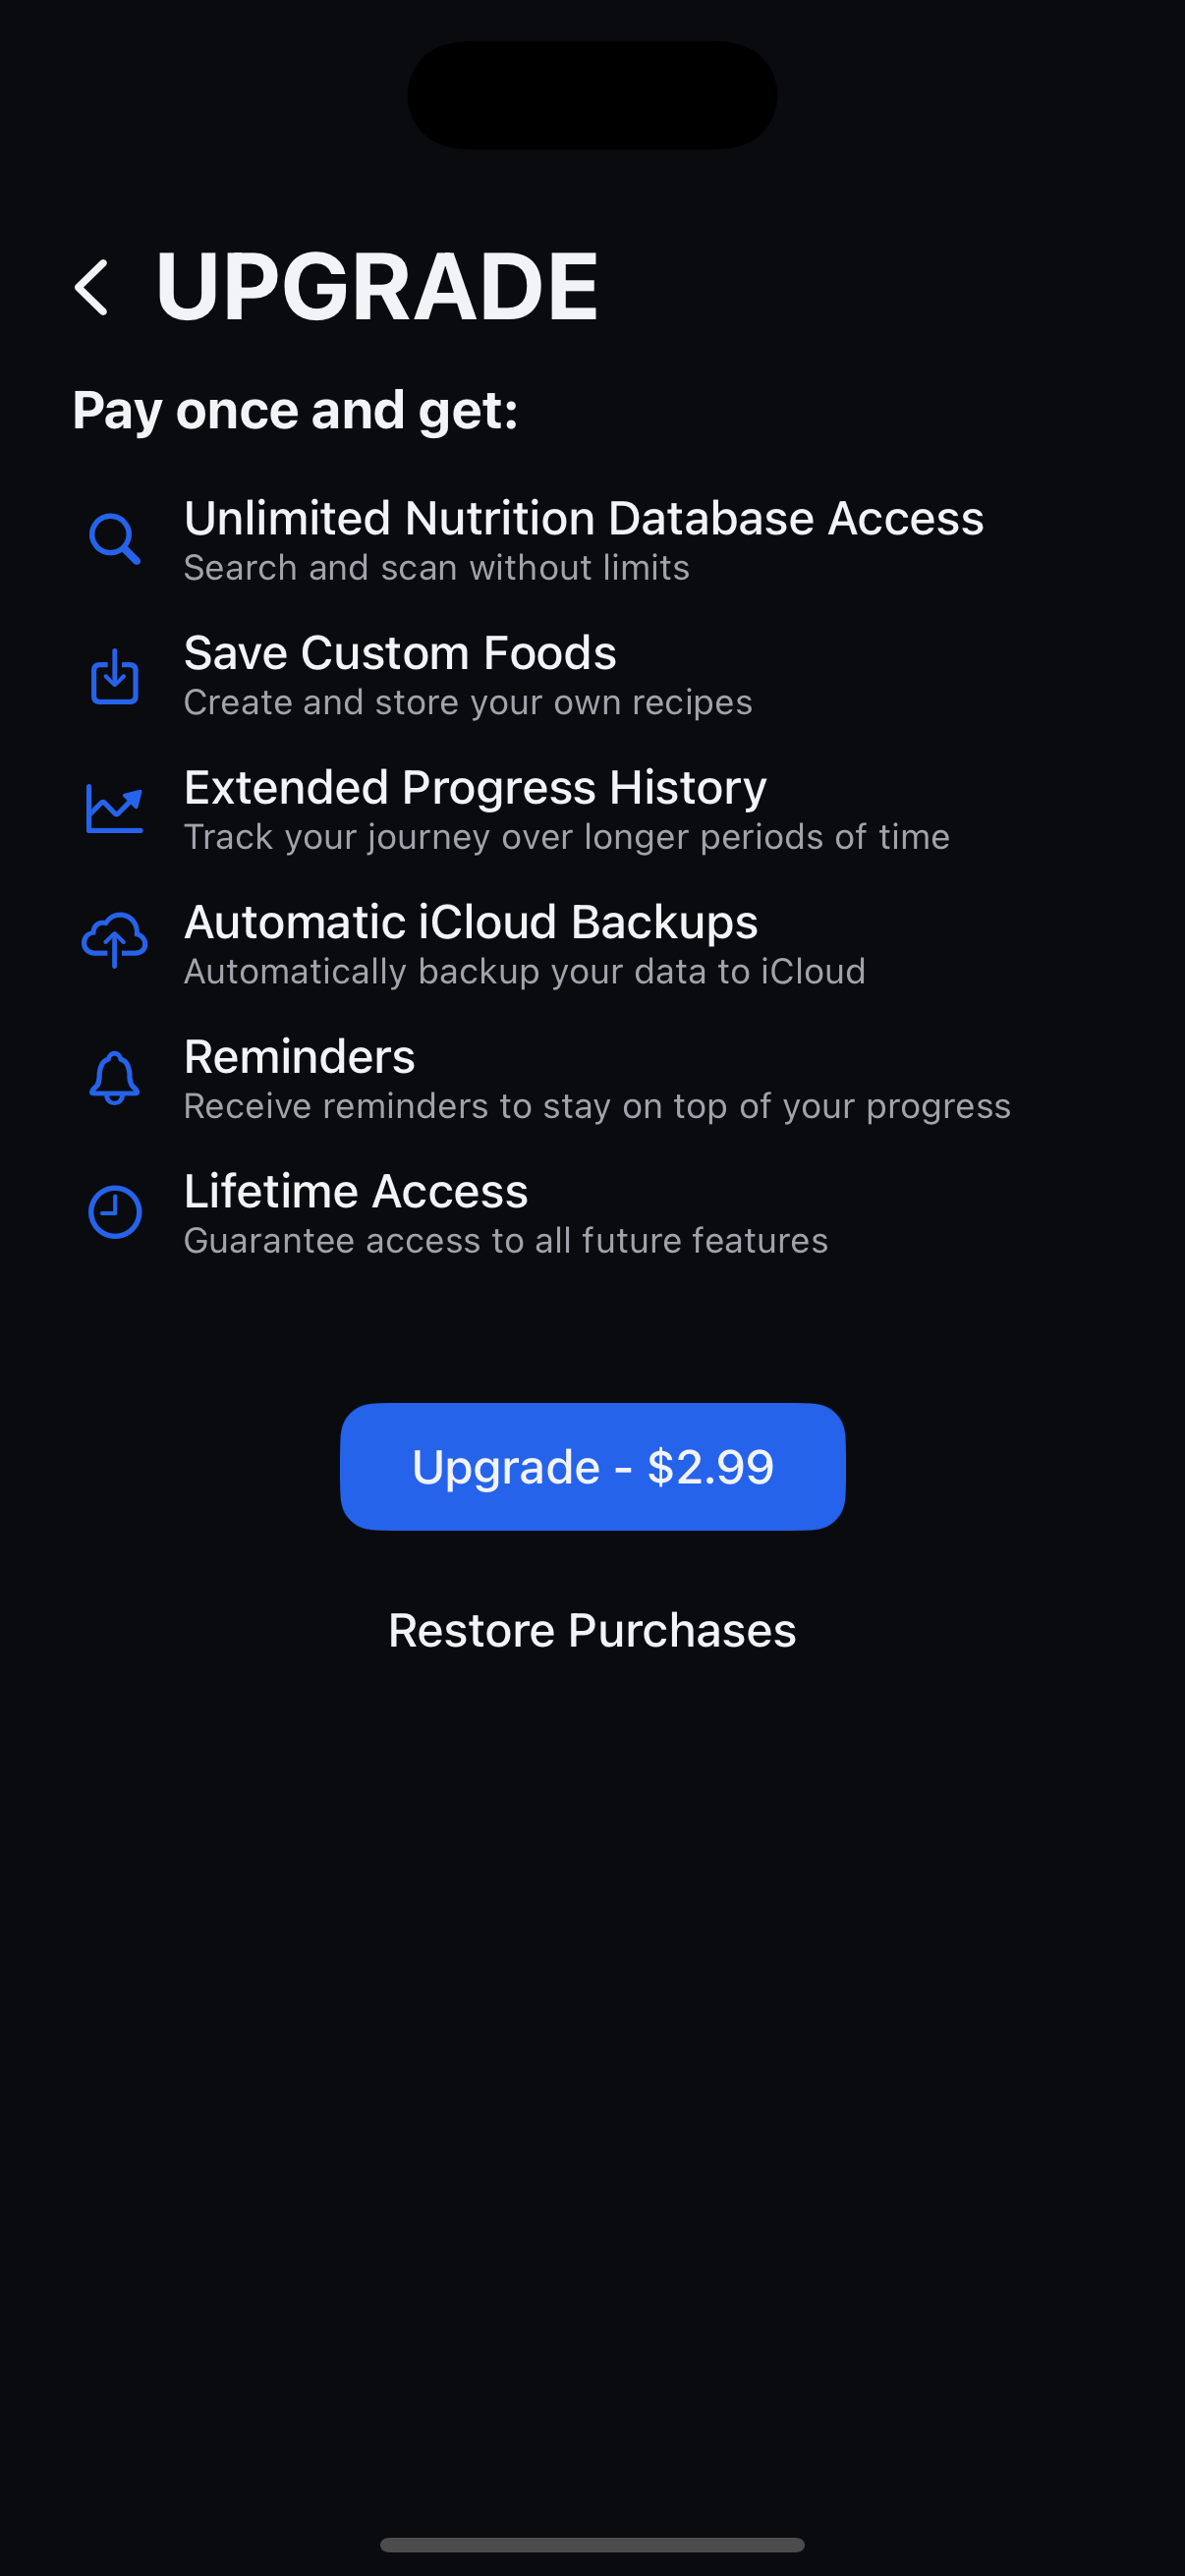 UPGRADE
Pay once and get:
Unlimited Nutrition Database Access
Search and scan without limits
Save Custom Foods
Create and store your own recipes
Extended Progress History
Track your journey over longer periods of time
Automatic iCloud Backups
Automatically backup your data to iCloud
Reminders
Receive reminders to stay on top of your progress
Lifetime Access
Guarantee access to all future features
Upgrade - $2.99
Restore Purchases